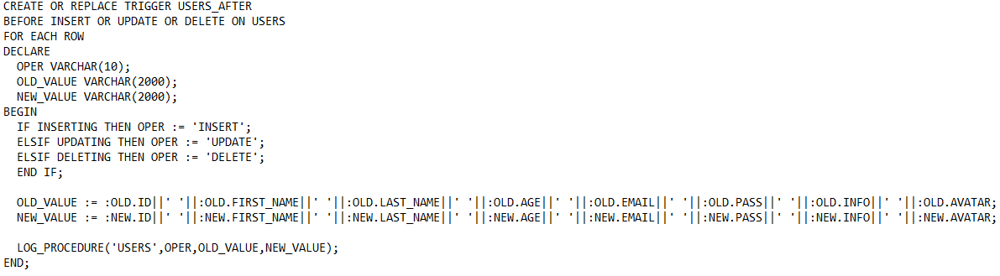 CREATE OR REPLACE TRIGGER USERS_AFTER
BEFORE INSERT OR UPDATE OR DELETE ON USERS
FOR EACH ROW
DECLARE
  OPER VARCHAR(10);
  OLD_VALUE VARCHAR(2000);
  NEW_VALUE VARCHAR(2000);
BEGIN
  IF INSERTING THEN OPER := 'INSERT';
  ELSIF UPDATING THEN OPER := 'UPDATE';
  ELSIF DELETING THEN OPER := 'DELETE';
  END IF;

  OLD_VALUE := :OLD.ID||' '||:OLD.FIRST_NAME||' '||:OLD.LAST_NAME||' '||:OLD.AGE||' '||:OLD.EMAIL||' '||:OLD.PASS||' '||:OLD.INFO||' '||:OLD.AVATAR;
  NEW_VALUE := :NEW.ID||' '||:NEW.FIRST_NAME||' '||:NEW.LAST_NAME||' '||:NEW.AGE||' '||:NEW.EMAIL||' '||:NEW.PASS||' '||:NEW.INFO||' '||:NEW.AVATAR;

  LOG_PROCEDURE('USERS',OPER,OLD_VALUE,NEW_VALUE);
END;